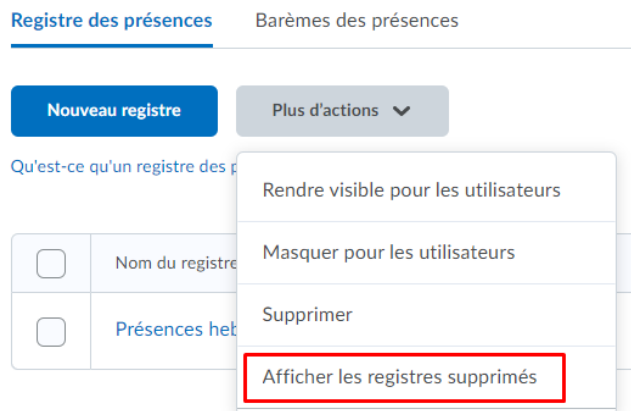 Registre des présences
Barèmes des présences
Nouveau registre
Plus d'actions
Qu'est-ce qu'un registre des
Rendre visible pour les utilisateurs
Nom du registre
Masquer pour les utilisateurs
Présences
Supprimer
Afficher les registres supprimés